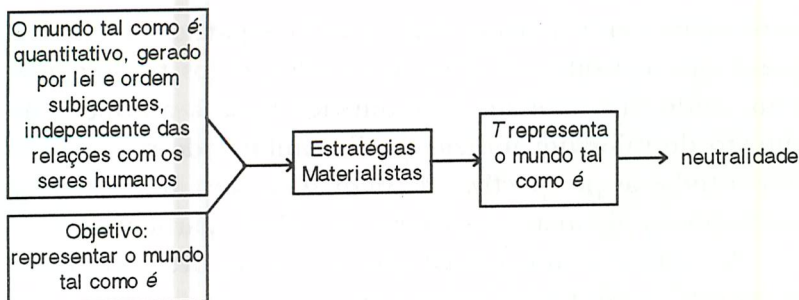 O mundo tal como é:
quantitativo, gerado
por lei e ordem
subjacentes,
independente das
relações com os
seres humanos
Objetivo:
representar o mundo
tal como é
Estratégias
Materialistas
T representa
o mundo tal
como é
neutralidade